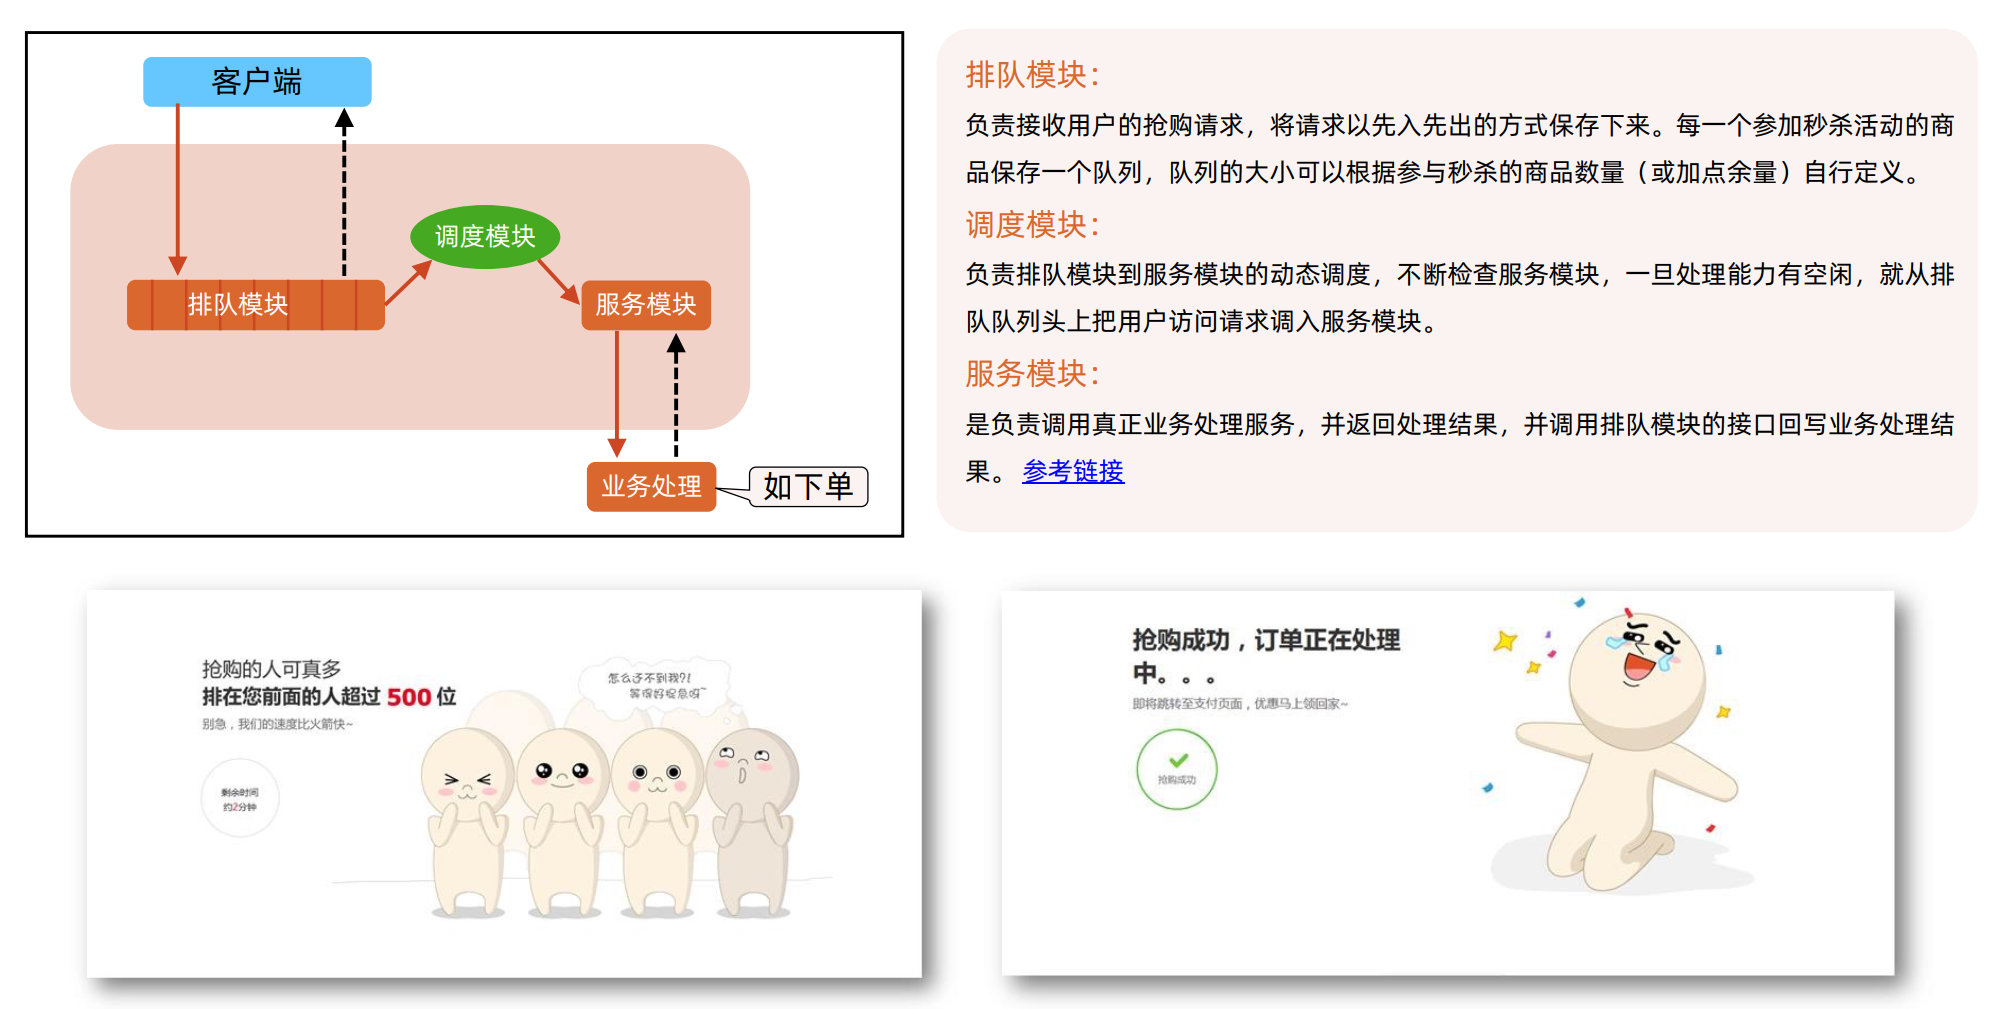 客户端
调度模块
排队模块
服务模块
业务处理
如下单
排队模块：
负责接收用户的抢购请求，将请求以先入先出的方式保存下来。每一个参加秒杀活动的商
品保存一个队列，队列的大小可以根据参与秒杀的商品数量（或加点余量）自行定义。
调度模块：
负责排队模块到服务模块的动态调度，不断检查服务模块，一旦处理能力有空闲，就从排
队队列头上把用户访问请求调入服务模块。
服务模块：
是负责调用真正业务处理服务，并返回处理结果，并调用排队模块的接口回写业务处理结
果。 参考链接
抢购的人可真多
排在您前面的人超过 500 位
别急，我们的速度比火箭快~
剩余时间
约2分钟
怎么还不到我?!
等得好捉急呀~
抢购成功，订单正在处理
中。。。
即将跳转至支付页面，优惠马上领回家~
抢购成功